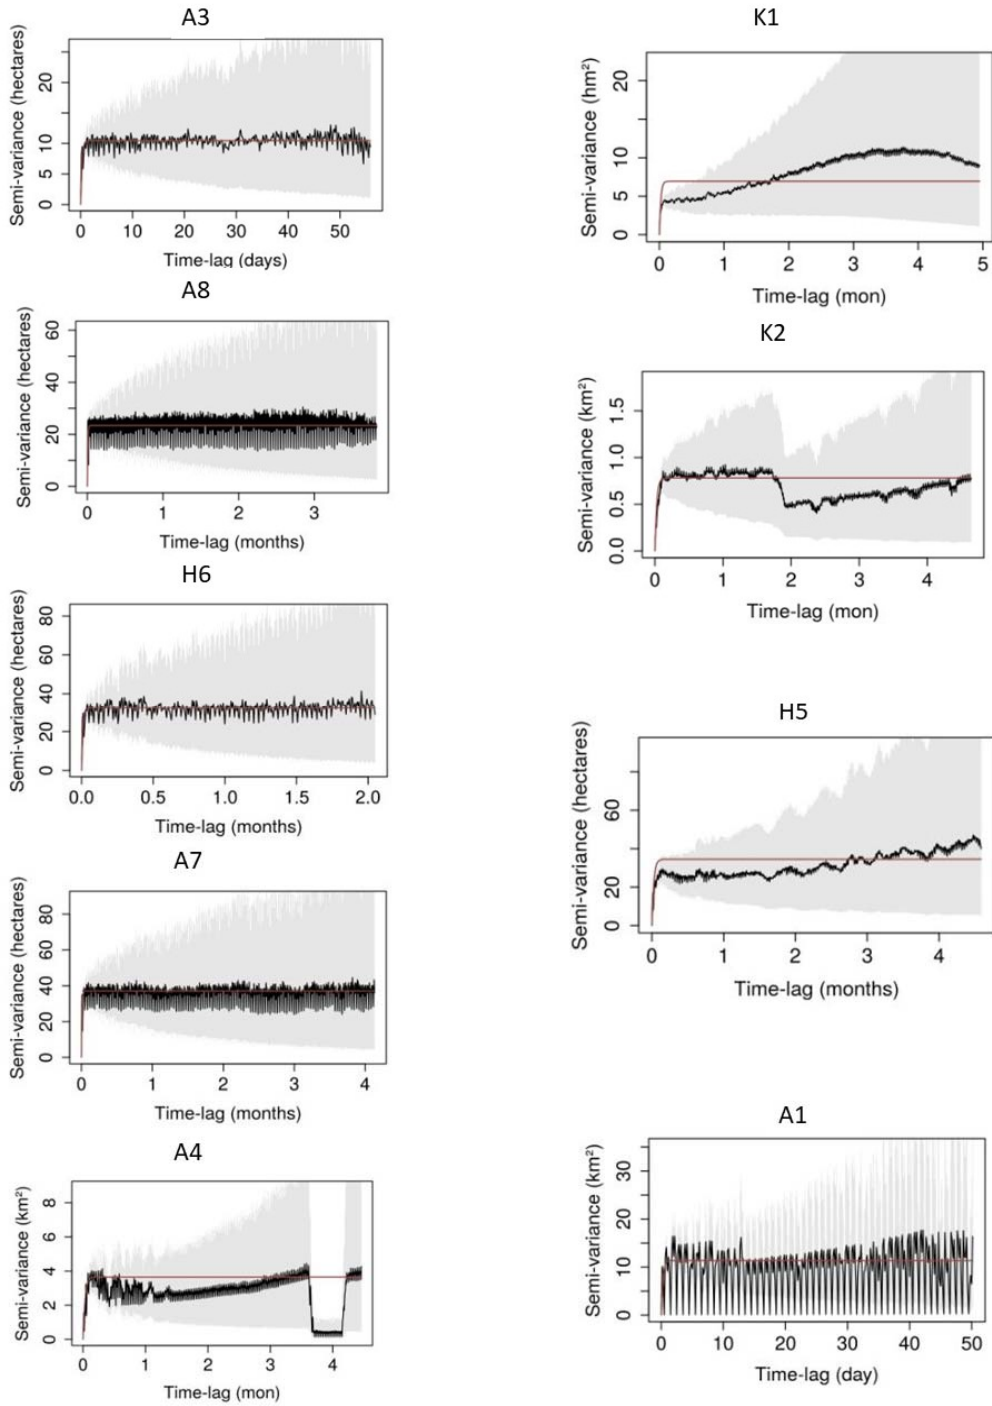 A3
Semi-variance (hectares)
0 5 10 20
0 10 20 30 40 50
Time-lag (days)
A8
Semi-variance (hectares)
0 20 40 60
0 1 2 3
Time-lag (months)
H6
Semi-variance (hectares)
0 20 40 60 80
0.0 0.5 1.0 1.5 2.0
Time-lag (months)
A7
Semi-variance (hectares)
0 20 40 60 80
0 1 2 3 4
Time-lag (months)
A4
Semi-variance (km²)
0 2 4 6 8
0 1 2 3 4
Time-lag (mon)
K1
Semi-variance (hm²)
0 5 10 20
0 1 2 3 4 5
Time-lag (mon)
K2
Semi-variance (km²)
0.0 0.5 1.0 1.5
0 1 2 3 4
Time-lag (mon)
H5
Semi-variance (hectares)
0 20 60
0 1 2 3 4
Time-lag (months)
A1
Semi-variance (km²)
0 10 20 30
0 10 20 30 40 50
Time-lag (day)